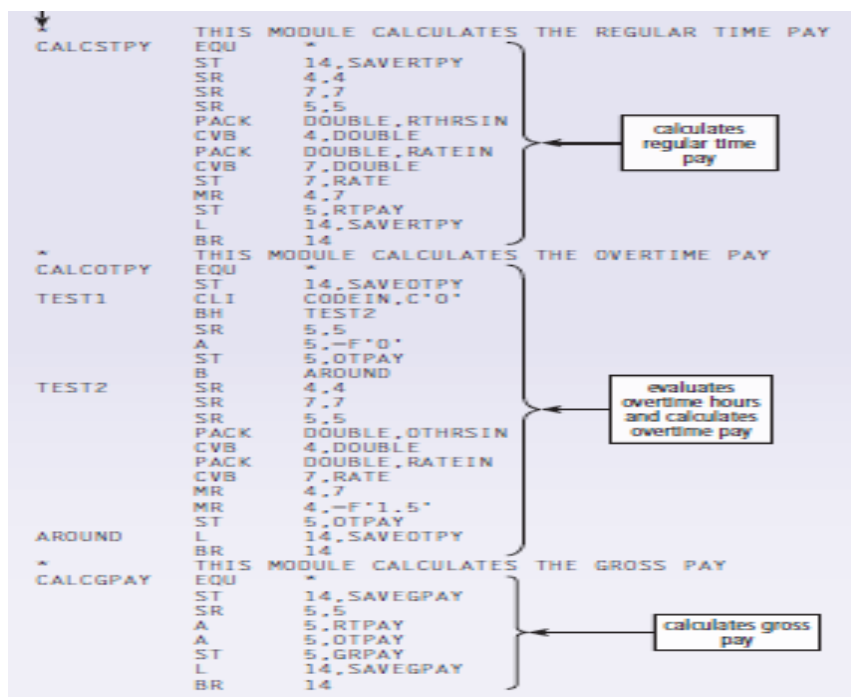 * THIS MODULE CALCULATES THE REGULAR TIME PAY
CALCSTPY EQU *
ST 14,SAVERTPY
SR 4,4
SR 7,7
SR 5,5
PACK DOUBLE,RTHRSIN
CVB 4,DOUBLE
PACK DOUBLE,RATEIN
CVB 7,DOUBLE
ST 7,RATE
MR 4,7
ST 5,RTPAY
L 14,SAVERTPY
BR 14
calculates
regular time
pay
* THIS MODULE CALCULATES THE OVERTIME PAY
CALCOTPY EQU *
ST 14,SAVEOTPY
TEST1 CLI CODEIN,C'O'
BH TEST2
SR 5,5
A 5,=F'0'
ST 5,OTPAY
B AROUND
TEST2 SR 4,4
SR 7,7
SR 5,5
PACK DOUBLE,OTHRSIN
CVB 4,DOUBLE
PACK DOUBLE,RATEIN
CVB 7,RATE
MR 4,7
MR 4,=F'1.5'
ST 5,OTPAY
AROUND L 14,SAVEOTPY
BR 14
evaluates
overtime hours
and calculates
overtime pay
* THIS MODULE CALCULATES THE GROSS PAY
CALCGPAY EQU *
ST 14,SAVEGPAY
SR 5,5
A 5,RTPAY
A 5,OTPAY
ST 5,GRPAY
L 14,SAVEGPAY
BR 14
calculates gross
pay